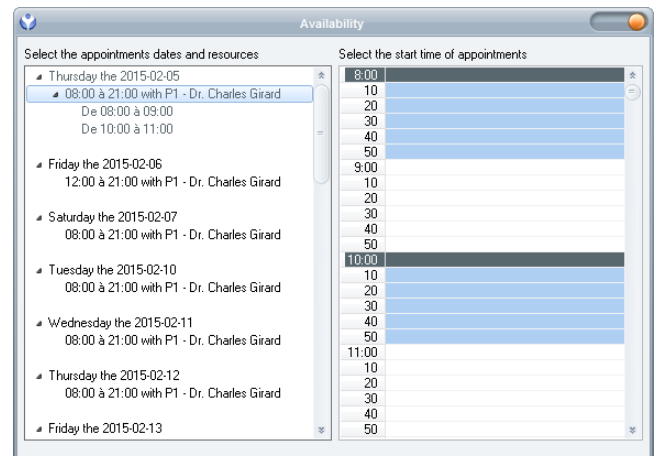 Availability
Select the appointments dates and resources
Thursday the 2015-02-05
08:00 à 21:00 with P1 - Dr. Charles Girard
De 08:00 à 09:00
De 10:00 à 11:00
Friday the 2015-02-06
12:00 à 21:00 with P1 - Dr. Charles Girard
Saturday the 2015-02-07
08:00 à 21:00 with P1 - Dr. Charles Girard
Tuesday the 2015-02-10
08:00 à 21:00 with P1 - Dr. Charles Girard
Wednesday the 2015-02-11
08:00 à 21:00 with P1 - Dr. Charles Girard
Thursday the 2015-02-12
08:00 à 21:00 with P1 - Dr. Charles Girard
Friday the 2015-02-13
Select the start time of appointments
8:00
10
20
30
40
50
9:00
10
20
30
40
50
10:00
10
20
30
40
50
11:00
10
20
30
40
50